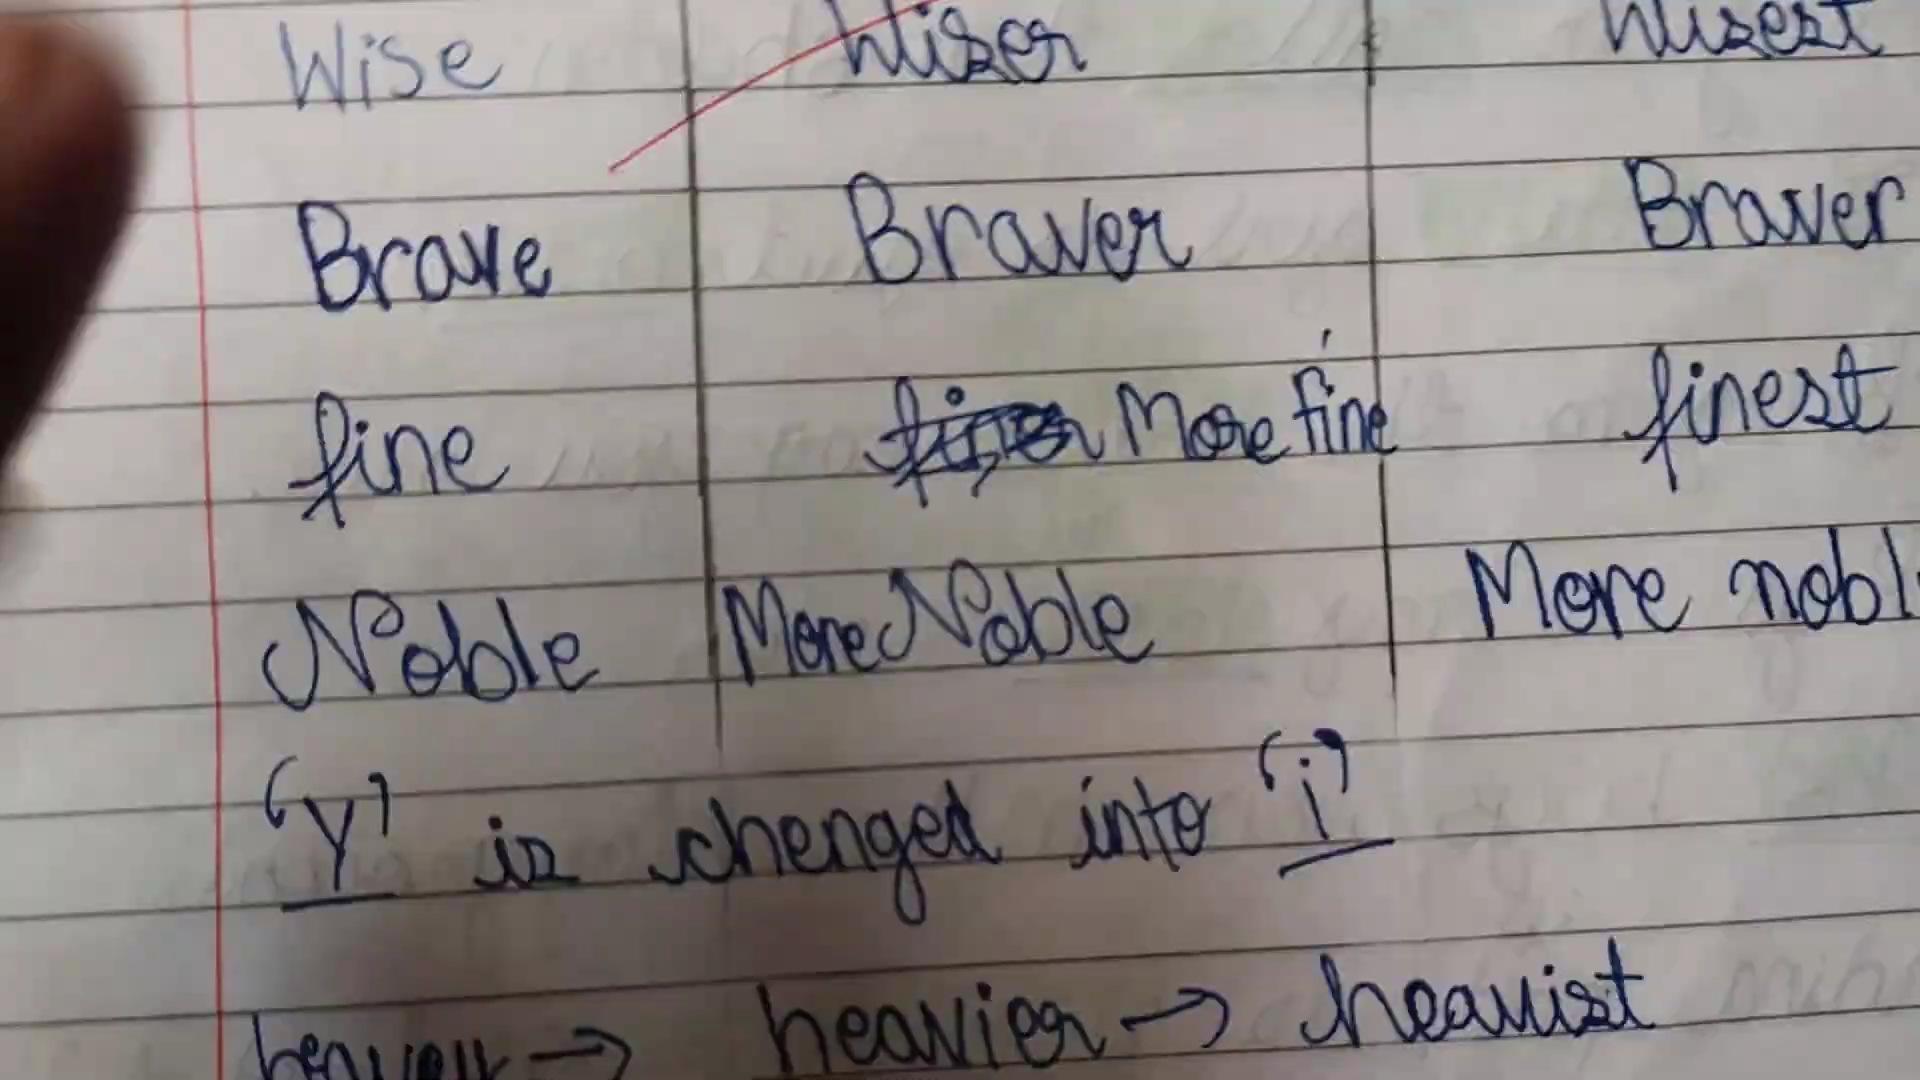 Wise Wiser Wisest
Brave Braver Braver
fine More fine finest
Noble More Noble More nobl
'Y' is chenged into 'i'
→ heavier → heavist